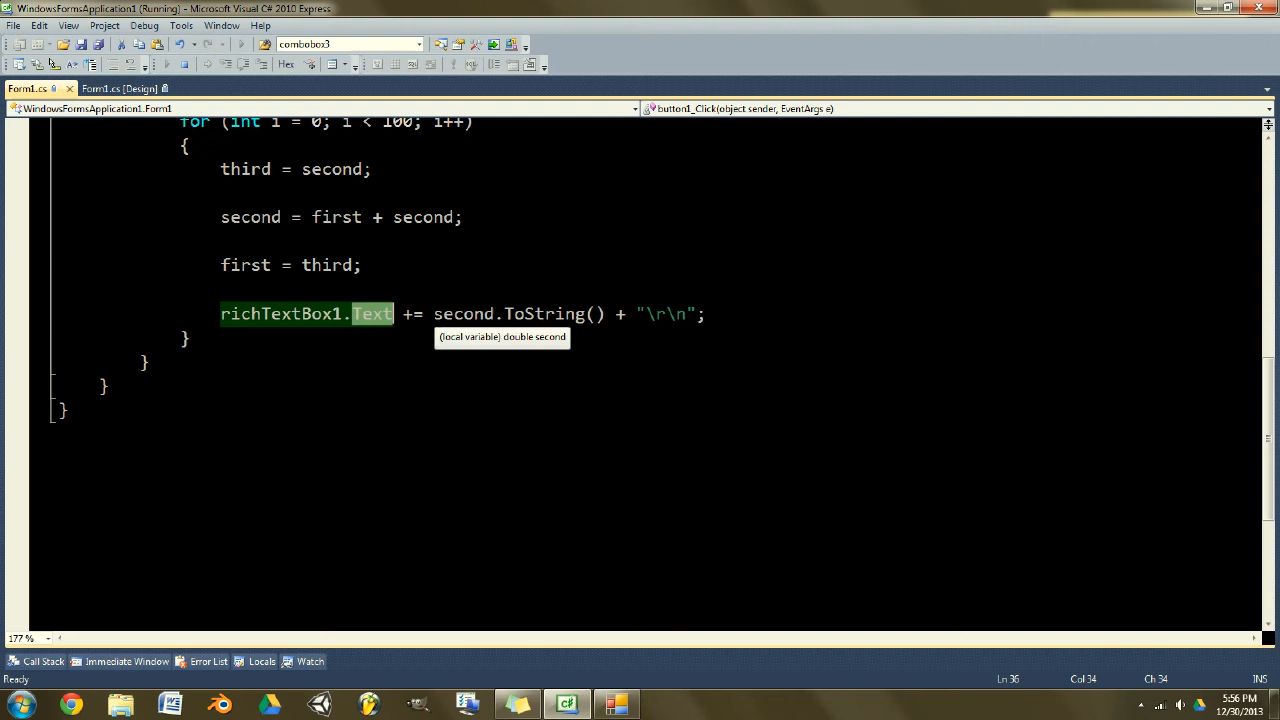 WindowsFormsApplication1 (Running) - Microsoft Visual C# 2010 Express
File Edit View Project Debug Tools Window Help
combobox3
Hex
Form1.cs Form1.cs [Design]
WindowsFormsApplication1.Form1 button1_Click(object sender, EventArgs e)
for (int i = 0; i < 100; i++)
{
third = second;
second = first + second;
first = third;
richTextBox1.Text += second.ToString() + "\r\n";
(local variable) double second
}
}
}
}
177 %
Call Stack Immediate Window Error List Locals Watch
Ready Ln 36 Col 34 Ch 34 INS
5:56 PM
12/30/2013